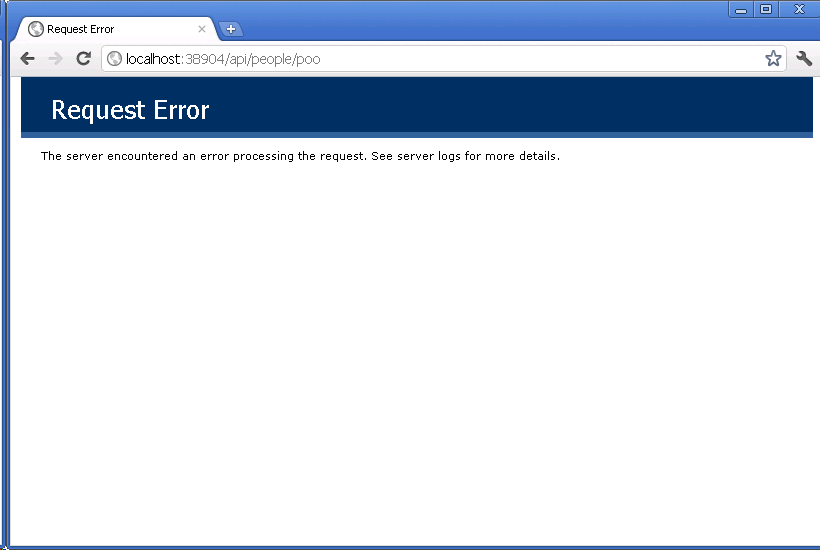 Request Error
localhost:38904/api/people/poo
Request Error
The server encountered an error processing the request. See server logs for more details.